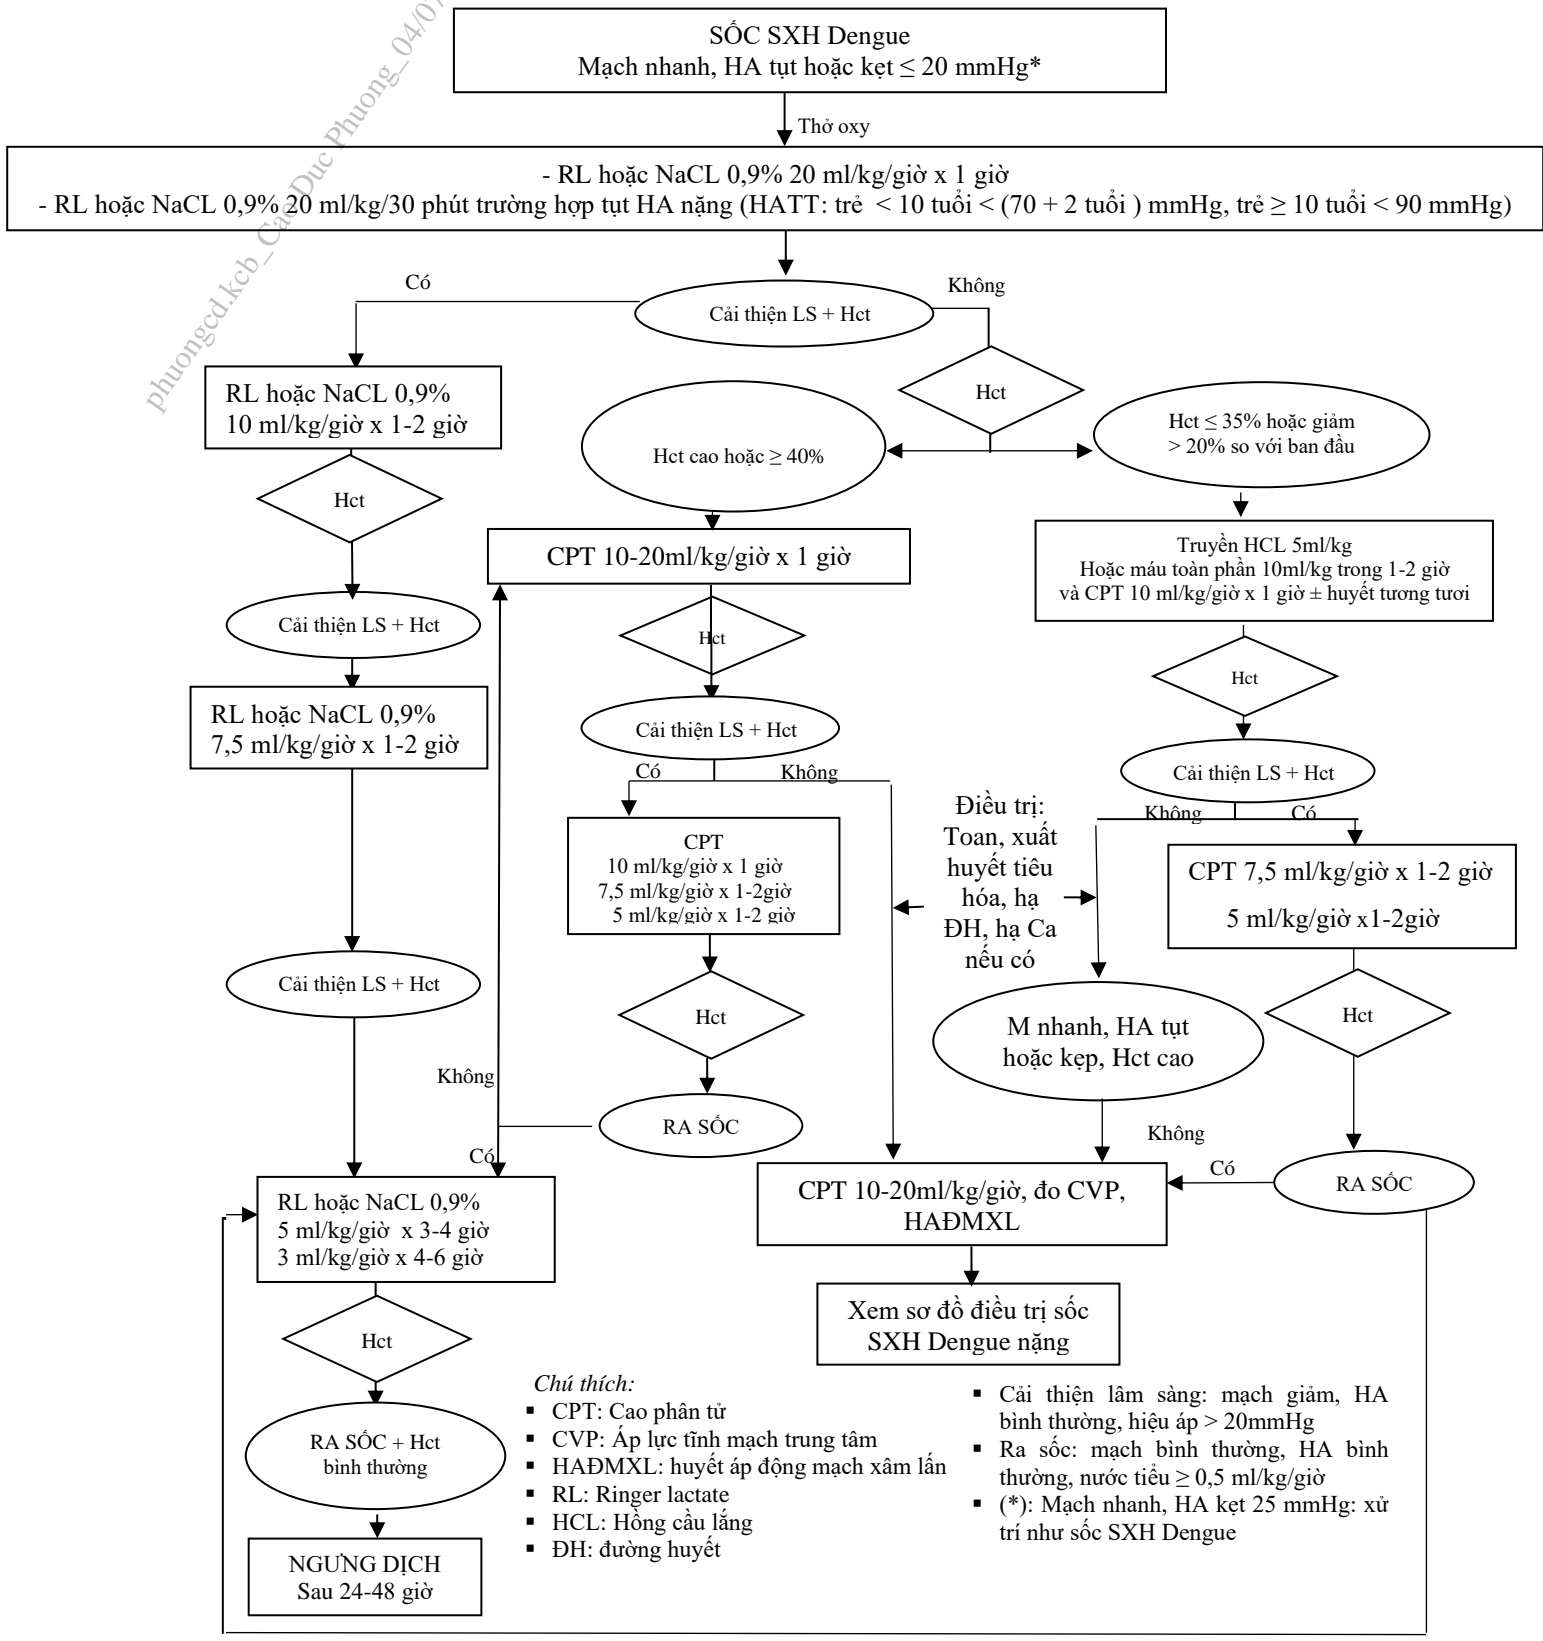 phuongcd.kcb_Cao Duc Phuong_04/07
SỐC SXH Dengue
Mạch nhanh, HA tụt hoặc kẹt ≤ 20 mmHg*
Thở oxy
- RL hoặc NaCL 0,9% 20 ml/kg/giờ x 1 giờ
- RL hoặc NaCL 0,9% 20 ml/kg/30 phút trường hợp tụt HA nặng (HATT: trẻ < 10 tuổi < (70 + 2 tuổi ) mmHg, trẻ ≥ 10 tuổi < 90 mmHg)
Có
Cải thiện LS + Hct
Không
RL hoặc NaCL 0,9%
10 ml/kg/giờ x 1-2 giờ
Hct
Hct cao hoặc ≥ 40%
Hct ≤ 35% hoặc giảm
> 20% so với ban đầu
Hct
CPT 10-20ml/kg/giờ x 1 giờ
Truyền HCL 5ml/kg
Hoặc máu toàn phần 10ml/kg trong 1-2 giờ
và CPT 10 ml/kg/giờ x 1 giờ ± huyết tương tươi
Cải thiện LS + Hct
Hct
Hct
RL hoặc NaCL 0,9%
7,5 ml/kg/giờ x 1-2 giờ
Cải thiện LS + Hct
Cải thiện LS + Hct
Có
Không
Không
Có
Điều trị:
Toan, xuất
huyết tiêu
hóa, hạ
ĐH, hạ Ca
nếu có
CPT
10 ml/kg/giờ x 1 giờ
7,5 ml/kg/giờ x 1-2giờ
5 ml/kg/giờ x 1-2 giờ
CPT 7,5 ml/kg/giờ x 1-2 giờ
5 ml/kg/giờ x1-2giờ
Cải thiện LS + Hct
Hct
M nhanh, HA tụt
hoặc kẹp, Hct cao
Hct
Không
RA SỐC
Không
Có
Có
RA SỐC
RL hoặc NaCL 0,9%
5 ml/kg/giờ x 3-4 giờ
3 ml/kg/giờ x 4-6 giờ
CPT 10-20ml/kg/giờ, đo CVP,
HAĐMXL
Hct
Xem sơ đồ điều trị sốc
SXH Dengue nặng
RA SỐC + Hct
bình thường
NGƯNG DỊCH
Sau 24-48 giờ
Chú thích:
▪ CPT: Cao phân tử
▪ CVP: Áp lực tĩnh mạch trung tâm
▪ HAĐMXL: huyết áp động mạch xâm lấn
▪ RL: Ringer lactate
▪ HCL: Hồng cầu lắng
▪ ĐH: đường huyết
▪ Cải thiện lâm sàng: mạch giảm, HA
bình thường, hiệu áp > 20mmHg
▪ Ra sốc: mạch bình thường, HA bình
thường, nước tiểu ≥ 0,5 ml/kg/giờ
▪ (*): Mạch nhanh, HA kẹt 25 mmHg: xử
trí như sốc SXH Dengue